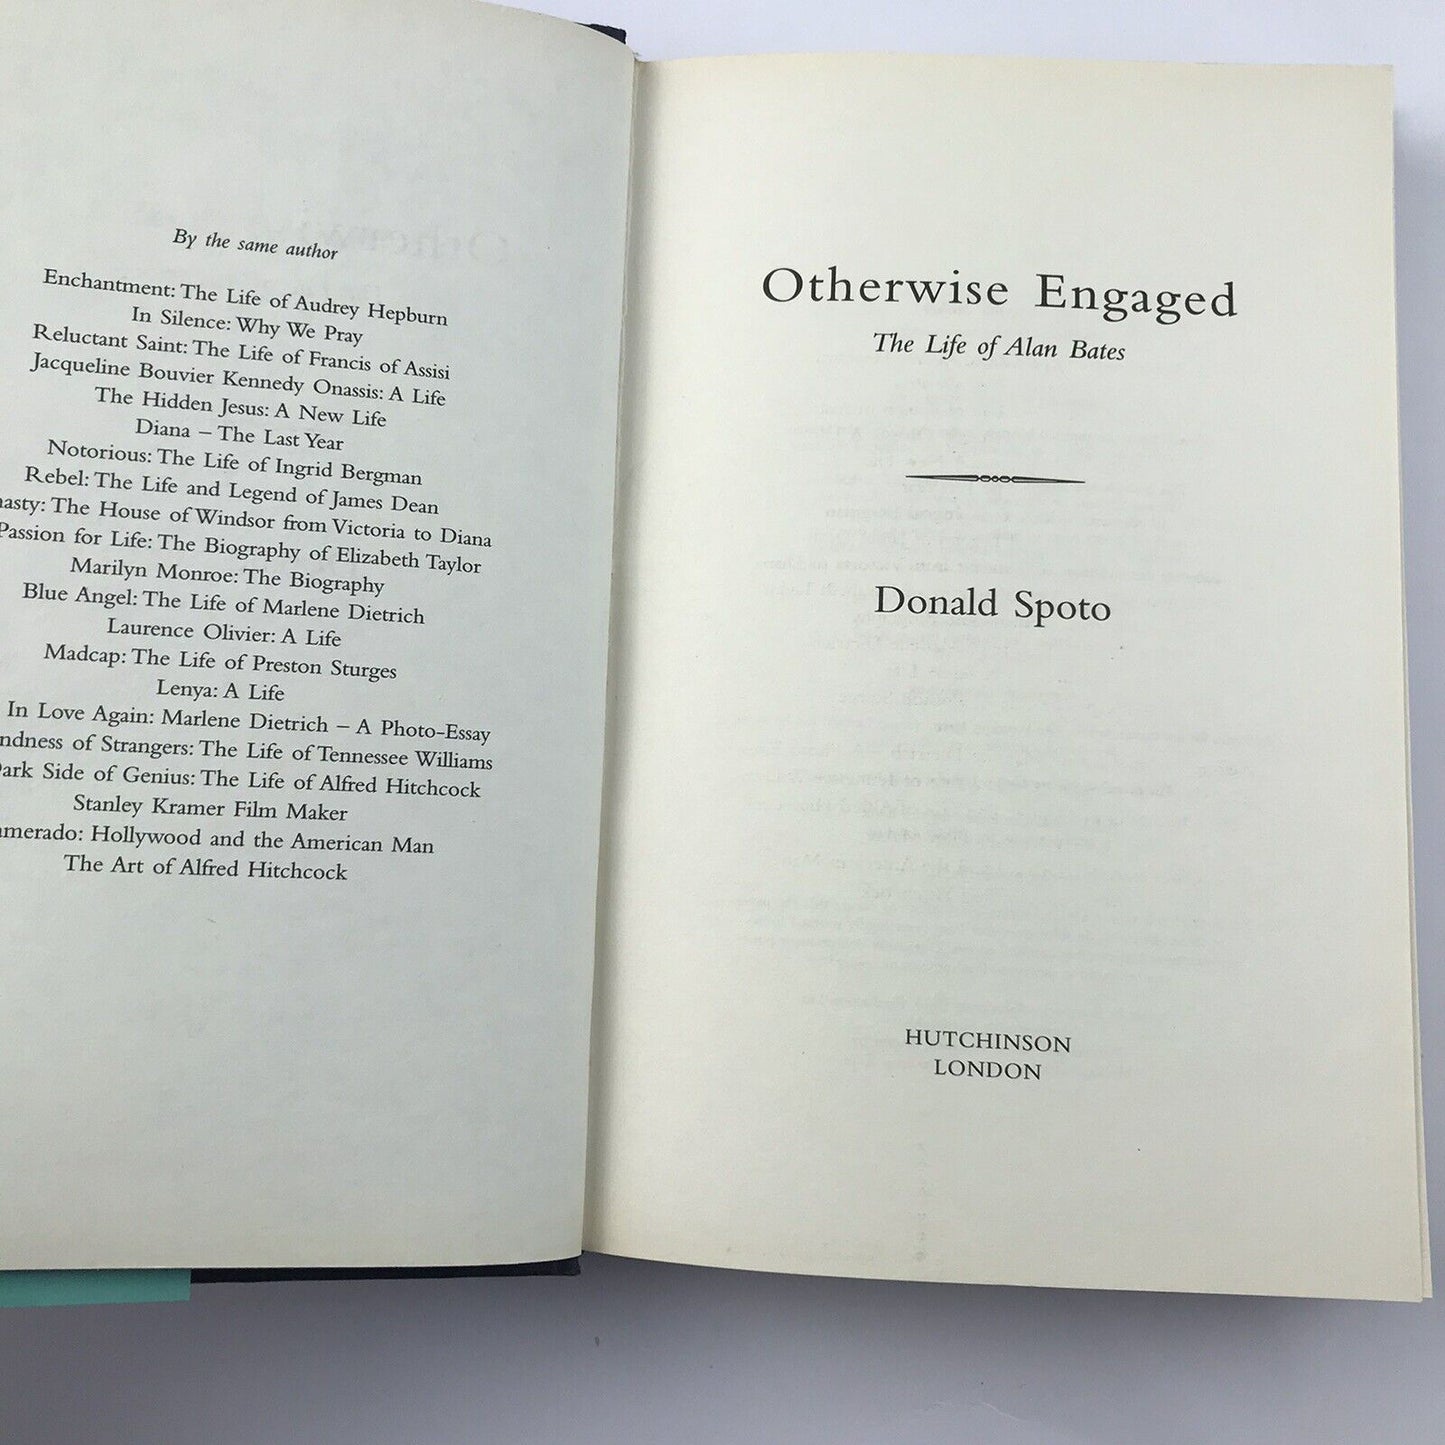 By the same author
Enchantment: The Life of Audrey Hepburn
In Silence: Why We Pray
Reluctant Saint: The Life of Francis of Assisi
Jacqueline Bouvier Kennedy Onassis: A Life
The Hidden Jesus: A New Life
Diana – The Last Year
Notorious: The Life of Ingrid Bergman
Rebel: The Life and Legend of James Dean
nasty: The House of Windsor from Victoria to Diana
Passion for Life: The Biography of Elizabeth Taylor
Marilyn Monroe: The Biography
Blue Angel: The Life of Marlene Dietrich
Laurence Olivier: A Life
Madcap: The Life of Preston Sturges
Lenya: A Life
In Love Again: Marlene Dietrich – A Photo-Essay
ndness of Strangers: The Life of Tennessee Williams
Dark Side of Genius: The Life of Alfred Hitchcock
Stanley Kramer Film Maker
merado: Hollywood and the American Man
The Art of Alfred Hitchcock
Otherwise Engaged
The Life of Alan Bates
Donald Spoto
HUTCHINSON
LONDON